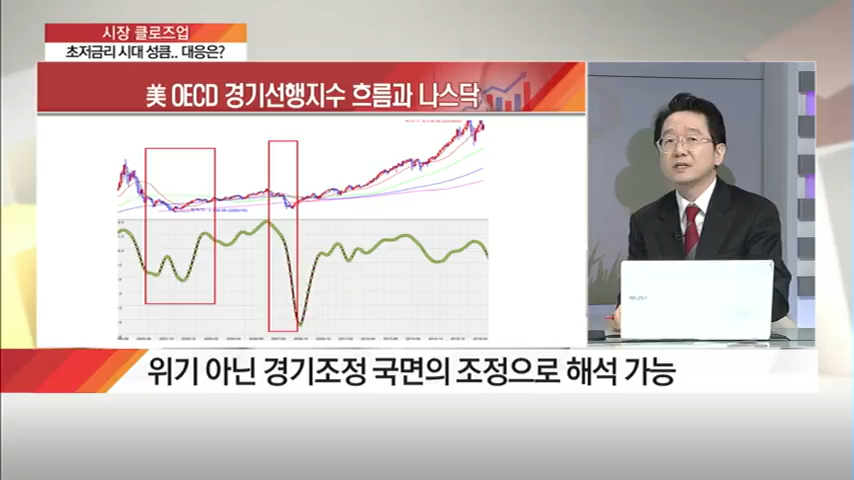 시장 클로즈업
초저금리 시대 성큼.. 대응은?
美 OECD 경기선행지수 흐름과 나스닥
위기 아닌 경기조정 국면의 조정으로 해석 가능